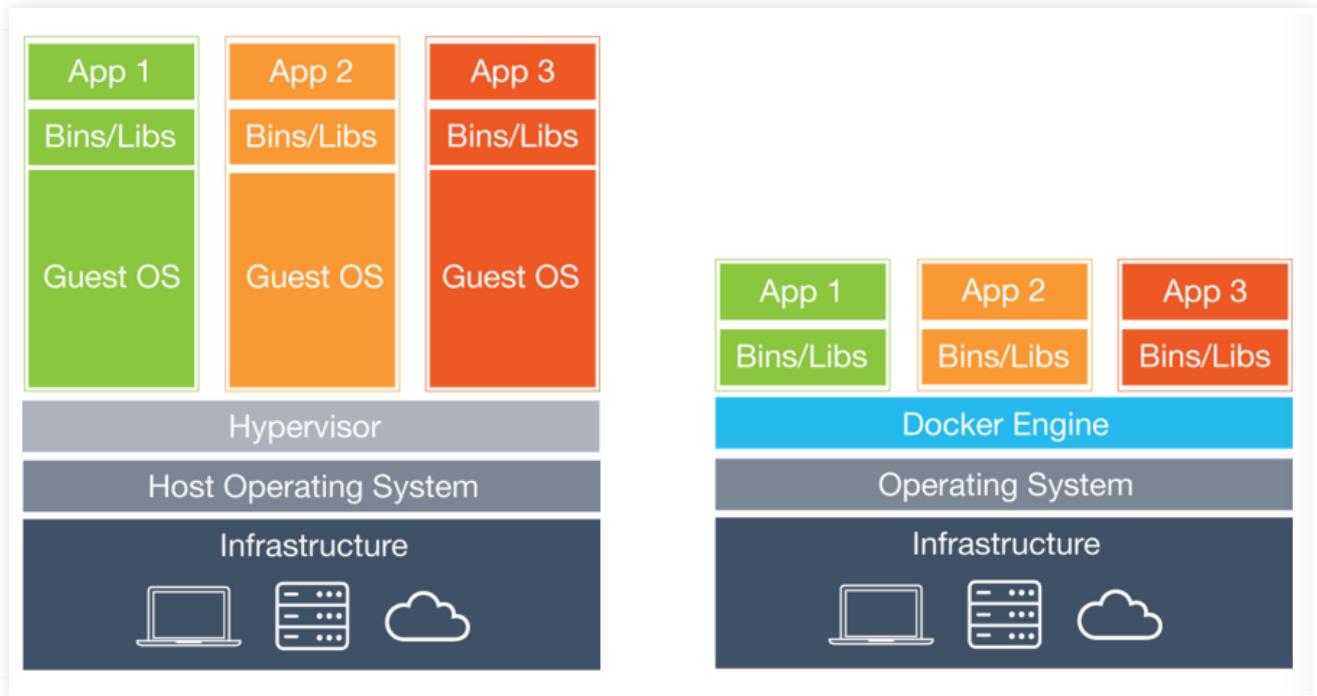 App 1
App 2
App 3
Bins/Libs
Bins/Libs
Bins/Libs
Guest OS
Guest OS
Guest OS
Hypervisor
Host Operating System
Infrastructure
App 1
App 2
App 3
Bins/Libs
Bins/Libs
Bins/Libs
Docker Engine
Operating System
Infrastructure